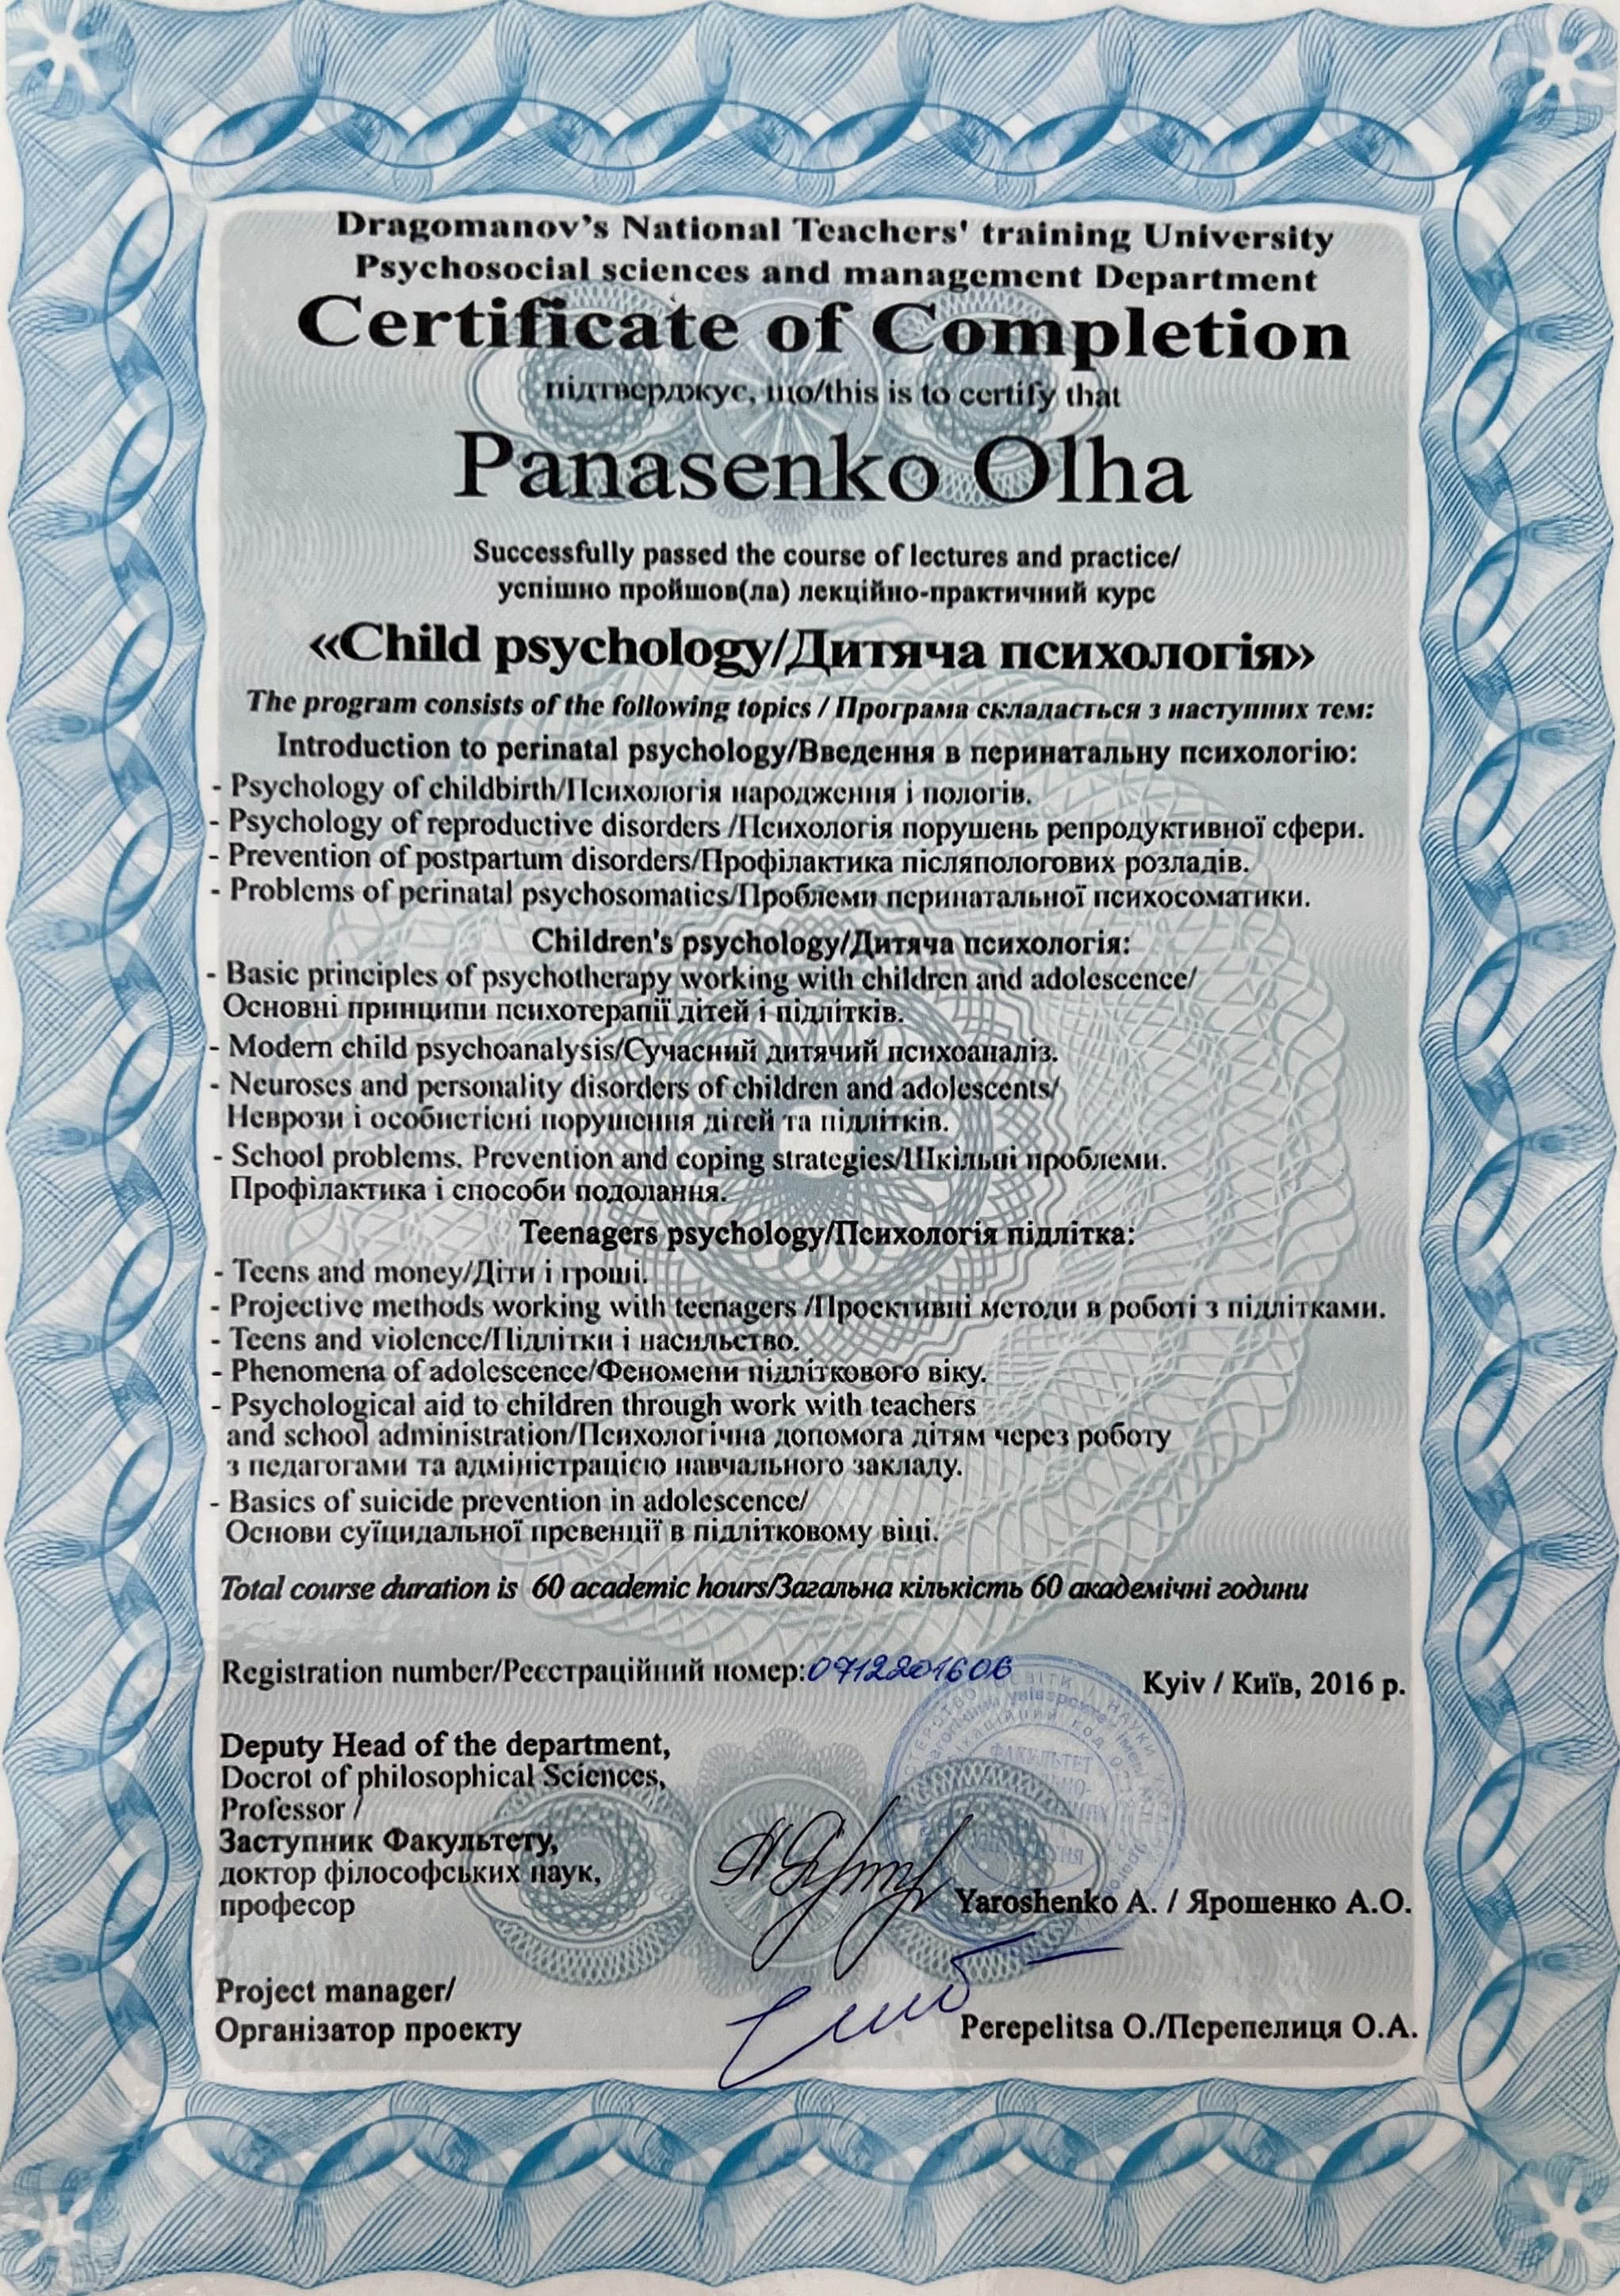 Dragomanov's National Teachers' training University
Psychosocial sciences and management Department
Certificate of Completion
підтверджує, що/this is to certify that
Panasenko Olha
Successfully passed the course of lectures and practice/
успішно пройшов(ла) лекційно-практичний курс
«Child psychology/Дитяча психологія»
The program consists of the following topics / Програма складається з наступних тем:
Introduction to perinatal psychology/Введення в перинатальну психологію:
- Psychology of childbirth/Психологія народження і пологів.
- Psychology of reproductive disorders /Психологія порушень репродуктивної сфери.
- Prevention of postpartum disorders/Профілактика післяпологових розладів.
- Problems of perinatal psychosomatics/Проблеми перинатальної психосоматики.
Children's psychology/Дитяча психологія:
- Basic principles of psychotherapy working with children and adolescence/
Основні принципи психотерапії дітей і підлітків.
- Modern child psychoanalysis/Сучасний дитячий психоаналіз.
- Neuroses and personality disorders of children and adolescents/
Неврози і особистісні порушення дітей та підлітків.
- School problems. Prevention and coping strategies/Шкільні проблеми.
Профілактика і способи подолання.
Teenagers psychology/Психологія підлітка:
- Teens and money/Діти і гроші.
- Projective methods working with teenagers /Проективні методи в роботі з підлітками.
- Teens and violence/Підлітки і насильство.
- Phenomena of adolescence/Феномени підліткового віку.
- Psychological aid to children through work with teachers
and school administration/Психологічна допомога дітям через роботу
з педагогами та адміністрацією навчального закладу.
- Basics of suicide prevention in adolescence/
Основи суїцидальної превенції в підлітковому віці.
Total course duration is 60 academic hours/Загальна кількість 60 академічні години
Registration number/Реєстраційний номер:0712201606
Kyiv / Київ, 2016 р.
Deputy Head of the department,
Docrot of philosophical Sciences,
Professor /
Заступник Факультету,
доктор філософських наук,
професор
Yaroshenko A. / Ярошенко А.О.
Project manager/
Організатор проекту
Perepelitsa O./Перепелиця О.А.
ОСВІТИ І НАУКИ
ФАКУЛЬТЕТ